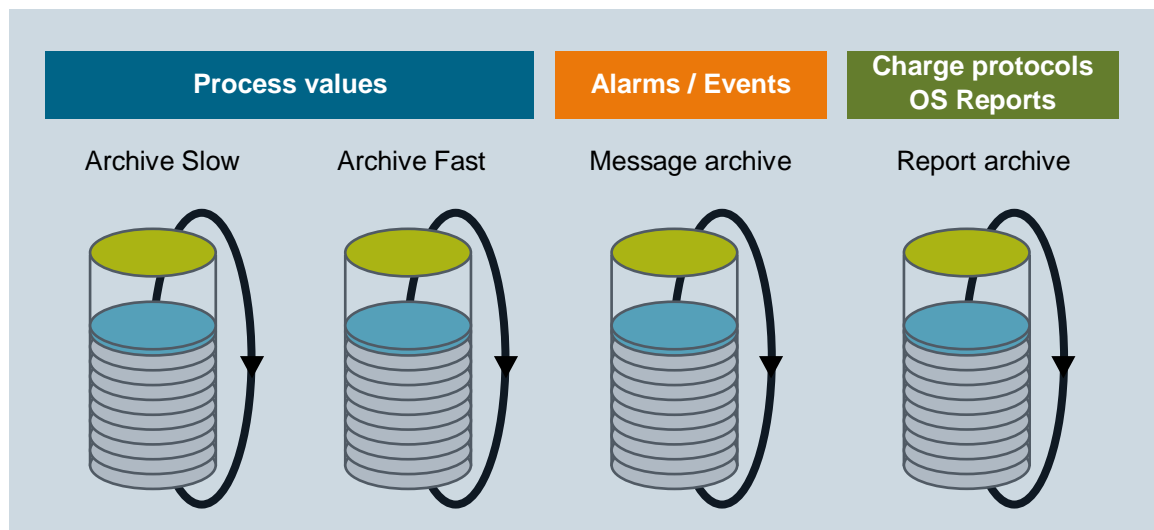 Process values
Alarms / Events
Charge protocols
OS Reports
Archive Slow
Archive Fast
Message archive
Report archive